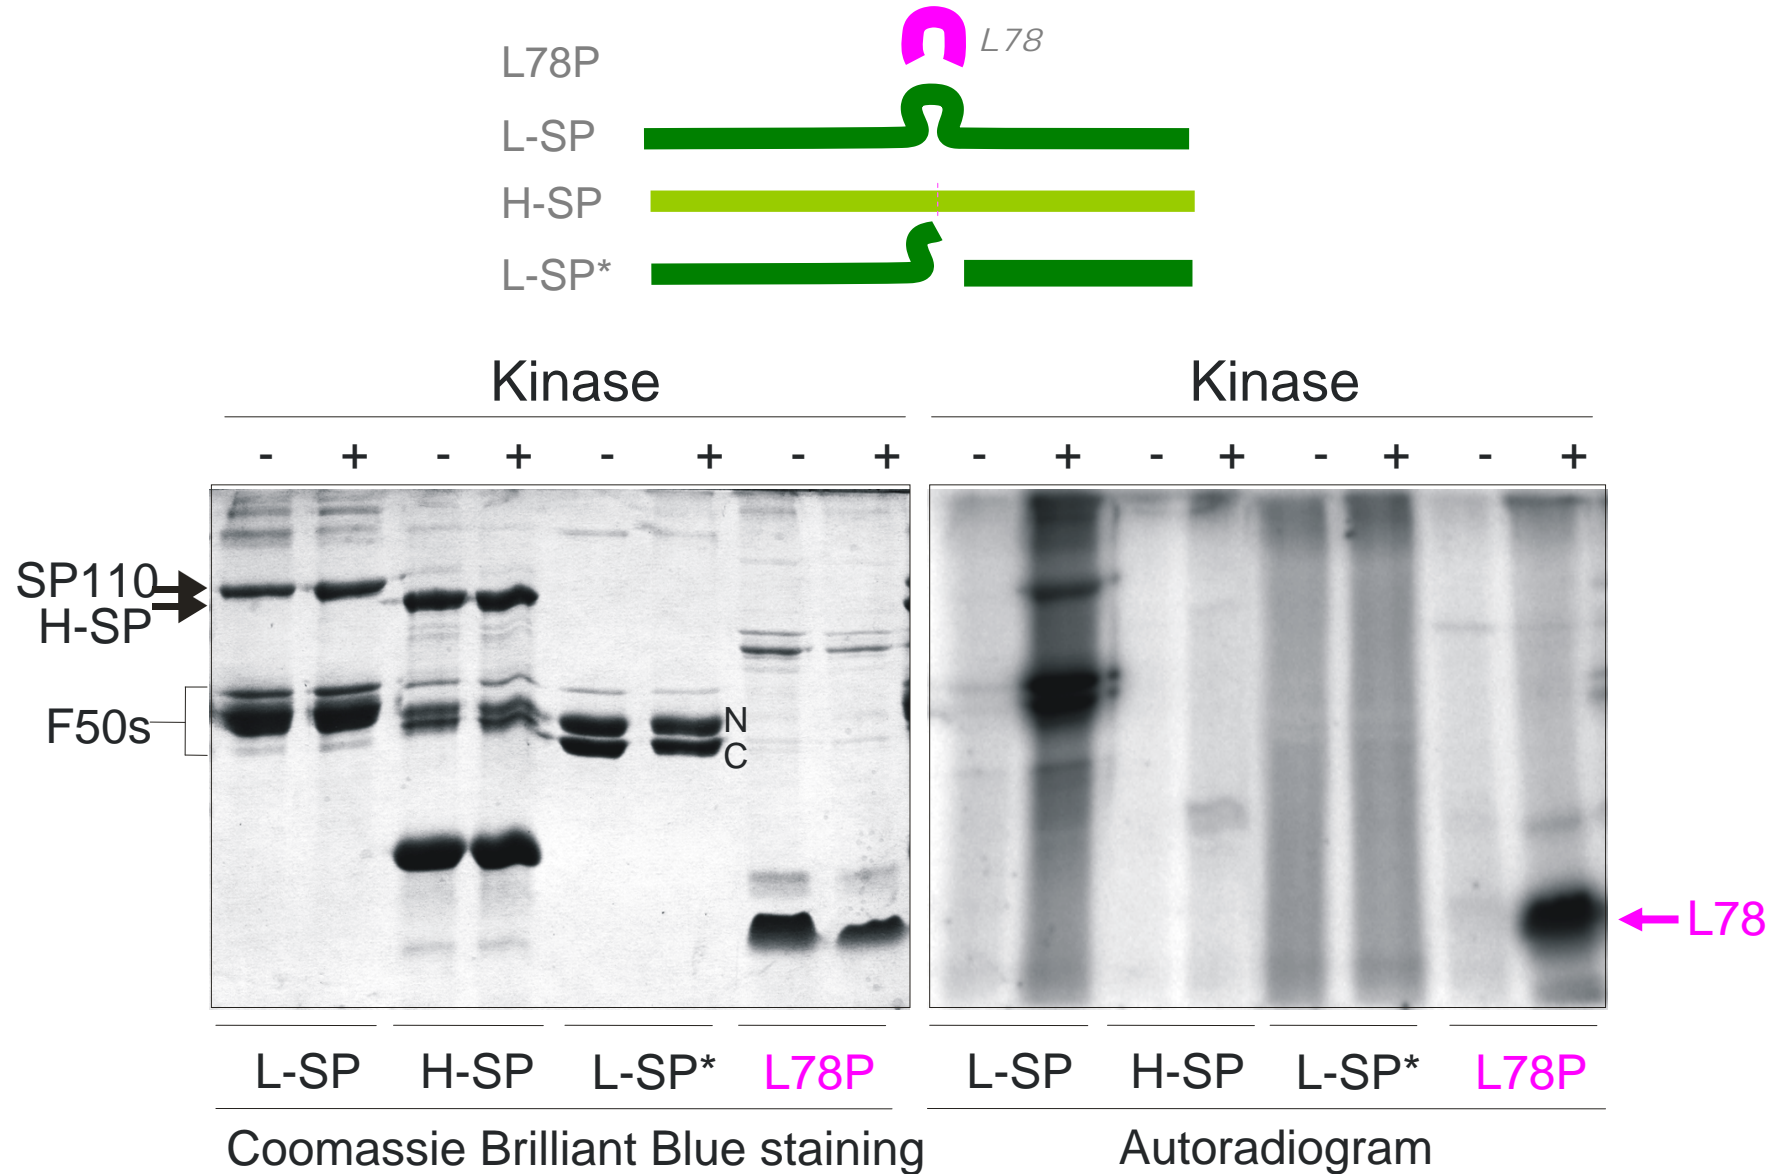 L78P
L78
L-SP
H-SP
L-SP*
Kinase Kinase
- + - + - + - + - + - + - + - +
SP110
H-SP
F50s
N
C
L78
L-SP H-SP L-SP* L78P L-SP H-SP L-SP* L78P
Coomassie Brilliant Blue staining Autoradiogram